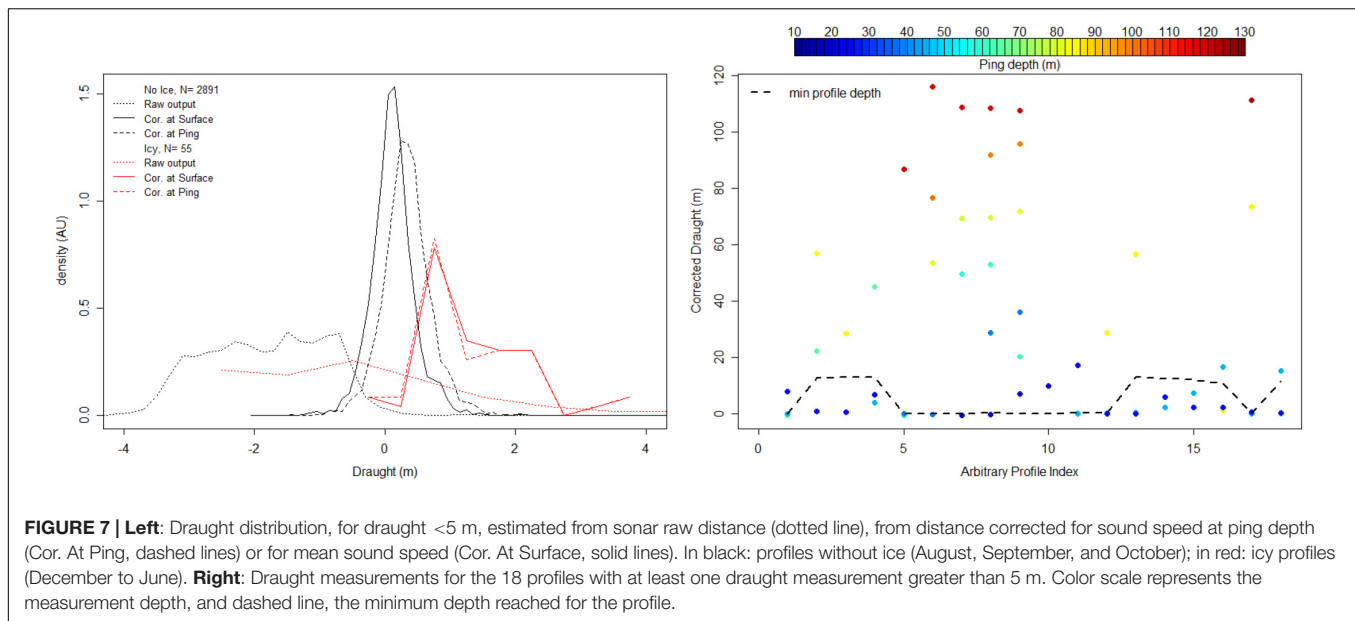 No Ice, N= 2891
Raw output
Cor. at Surface
Cor. at Ping
Icy, N= 55
Raw output
Cor. at Surface
Cor. at Ping
density (AU)
0.0 0.5 1.0 1.5
-4 -2 0 2 4
Draught (m)
10 20 30 40 50 60 70 80 90 100 110 120 130
Ping depth (m)
min profile depth
Corrected Draught (m)
0 20 40 60 80 100 120
0 5 10 15
Arbitrary Profile Index
FIGURE 7 | Left: Draught distribution, for draught <5 m, estimated from sonar raw distance (dotted line), from distance corrected for sound speed at ping depth
(Cor. At Ping, dashed lines) or for mean sound speed (Cor. At Surface, solid lines). In black: profiles without ice (August, September, and October); in red: icy profiles
(December to June). Right: Draught measurements for the 18 profiles with at least one draught measurement greater than 5 m. Color scale represents the
measurement depth, and dashed line, the minimum depth reached for the profile.